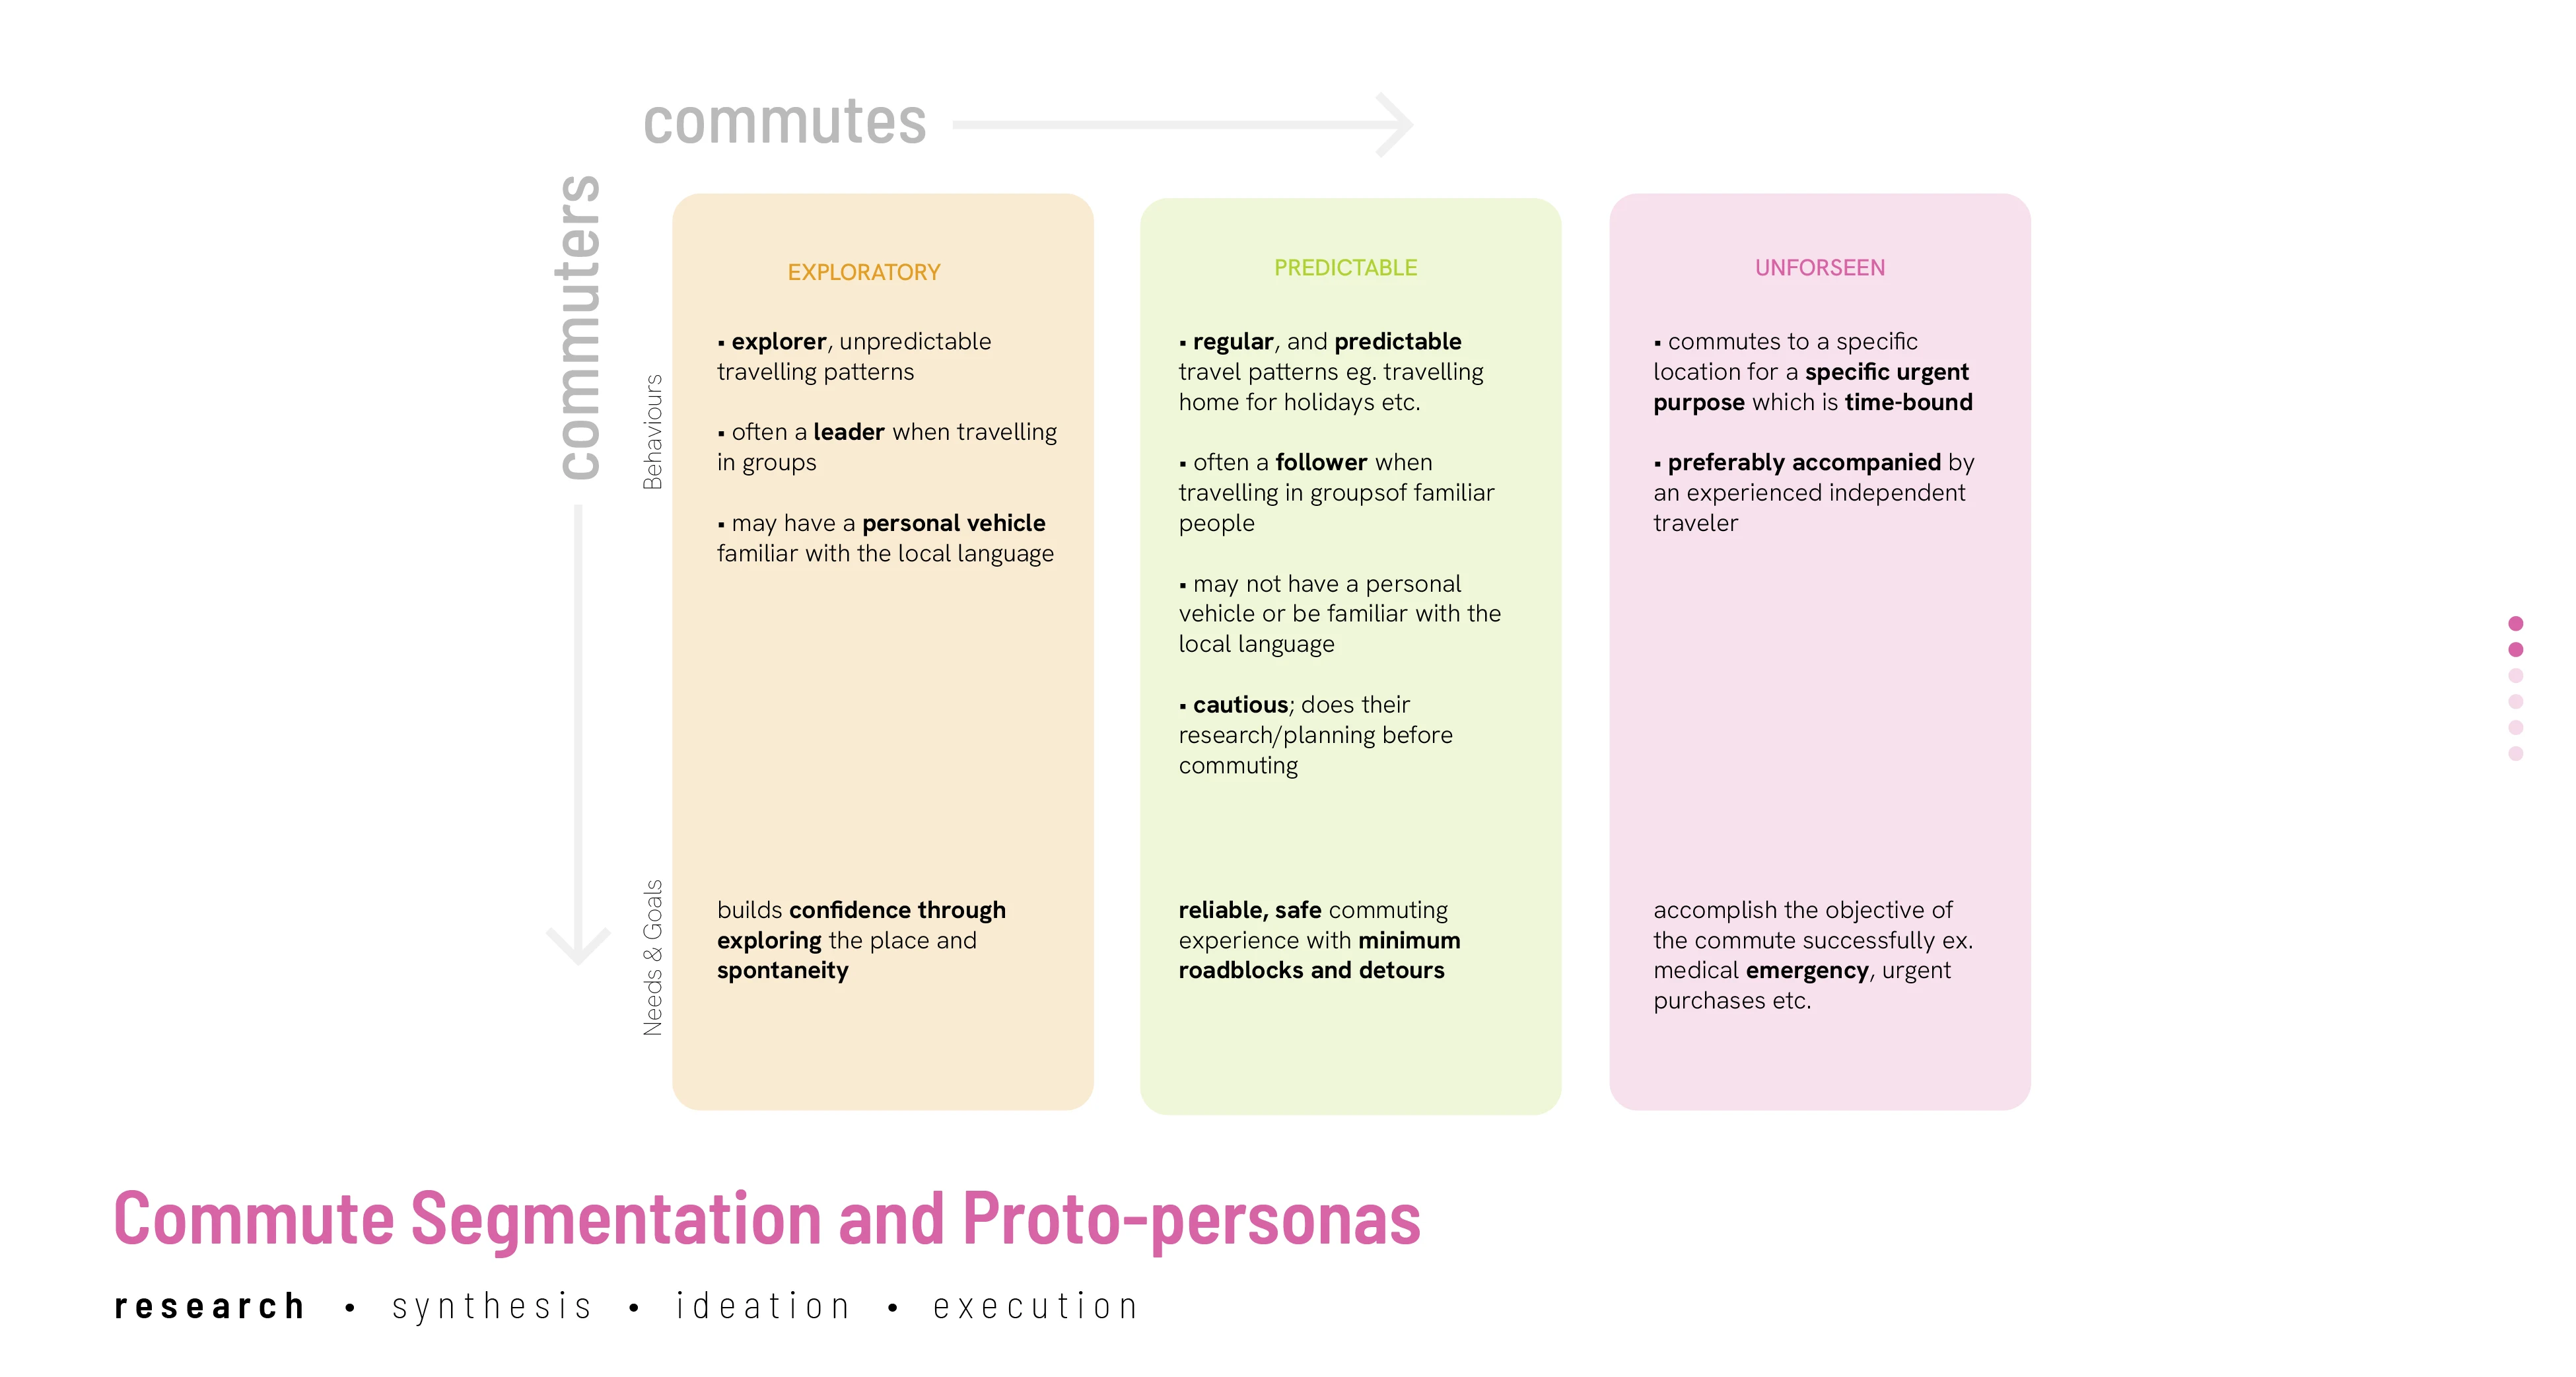 commutes
commuters
Behaviours
Needs & Goals
EXPLORATORY
▪ explorer, unpredictable
travelling patterns
▪ often a leader when travelling
in groups
▪ may have a personal vehicle
familiar with the local language
builds confidence through
exploring the place and
spontaneity
PREDICTABLE
▪ regular, and predictable
travel patterns eg. travelling
home for holidays etc.
▪ often a follower when
travelling in groupsof familiar
people
▪ may not have a personal
vehicle or be familiar with the
local language
▪ cautious; does their
research/planning before
commuting
reliable, safe commuting
experience with minimum
roadblocks and detours
UNFORSEEN
▪ commutes to a specific
location for a specific urgent
purpose which is time-bound
▪ preferably accompanied by
an experienced independent
traveler
accomplish the objective of
the commute successfully ex.
medical emergency, urgent
purchases etc.
Commute Segmentation and Proto-personas
research • synthesis • ideation • execution